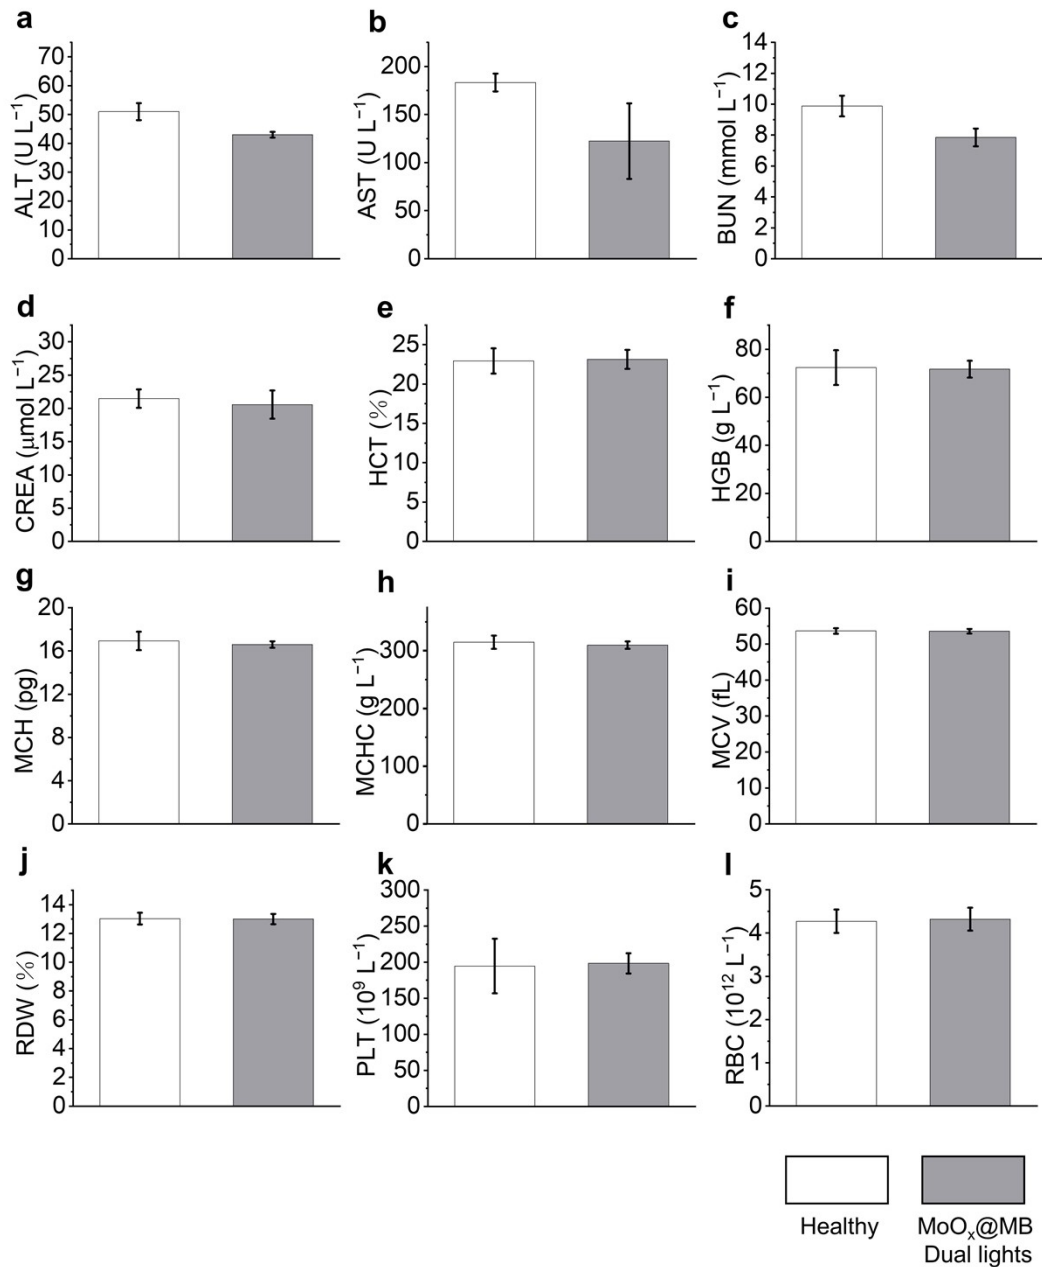 a
ALT (U L⁻¹)
70
60
50
40
30
20
10
0
b
AST (U L⁻¹)
200
150
100
50
0
c
BUN (mmol L⁻¹)
14
12
10
8
6
4
2
0
d
CREA (μmol L⁻¹)
30
25
20
15
10
5
0
e
HCT (%)
25
20
15
10
5
0
f
HGB (g L⁻¹)
80
60
40
20
0
g
MCH (pg)
20
16
12
8
4
0
h
MCHC (g L⁻¹)
300
200
100
0
i
MCV (fL)
60
50
40
30
20
10
0
j
RDW (%)
14
12
10
8
6
4
2
0
k
PLT (10⁹ L⁻¹)
300
250
200
150
100
50
0
l
RBC (10¹² L⁻¹)
5
4
3
2
1
0
Healthy
MoOₓ@MB
Dual lights